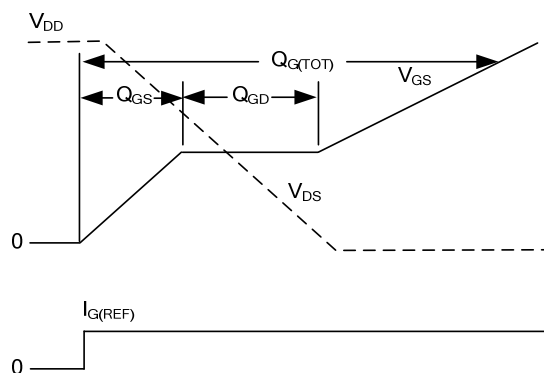 VDD
QG(TOT)
VGS
QGS
QGD
VDS
0
IG(REF)
0